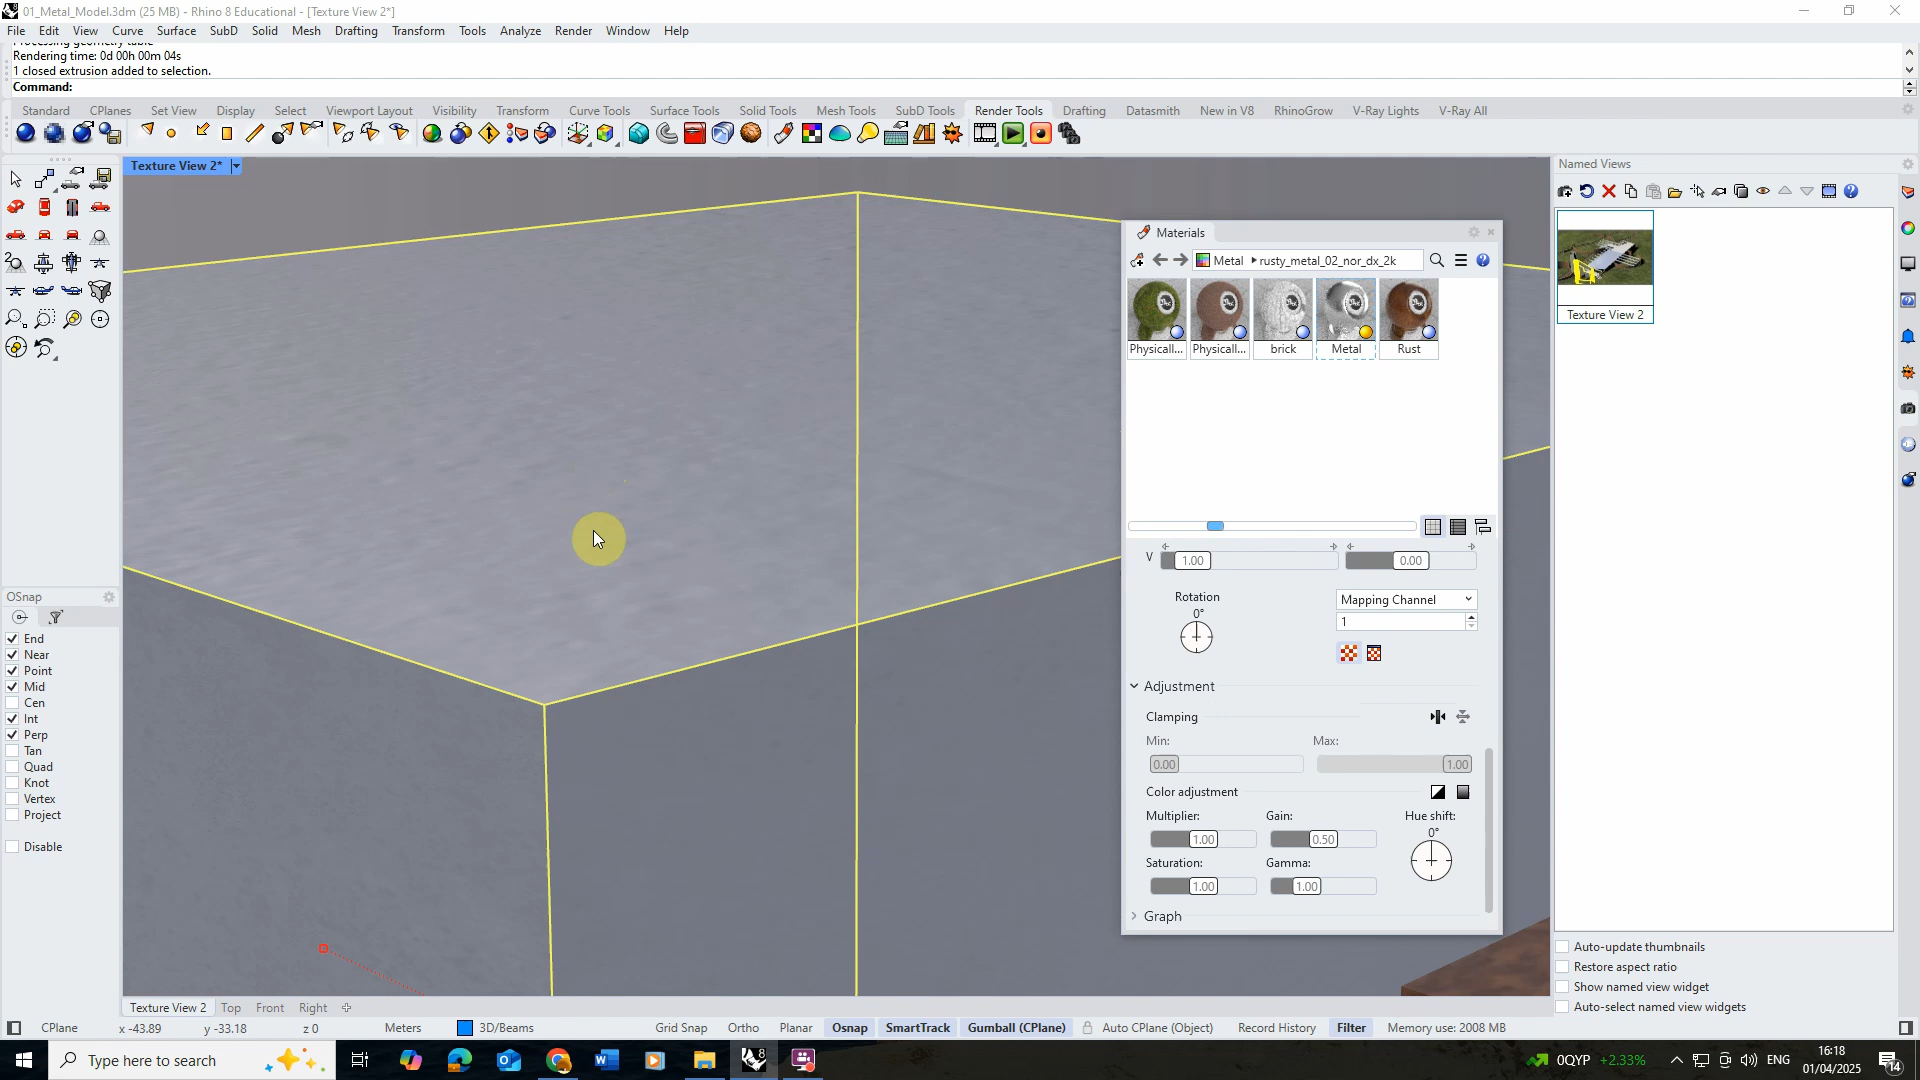 01_Metal_Model.3dm (25 MB) - Rhino 8 Educational - [Texture View 2*]
File Edit View Curve Surface SubD Solid Mesh Drafting Transform Tools Analyze Render Window Help
Processing geometry table
Rendering time: 0d 00h 00m 04s
1 closed extrusion added to selection.
Command:
Standard CPlanes Set View Display Select Viewport Layout Visibility Transform Curve Tools Surface Tools Solid Tools Mesh Tools SubD Tools Render Tools Drafting Datasmith New in V8 RhinoGrow V-Ray Lights V-Ray All
Texture View 2*
Named Views
Texture View 2
Materials
Metal rusty_metal_02_nor_dx_2k
Physicall... Physicall... brick Metal Rust
V 1.00 0.00
Rotation
0°
Mapping Channel
1
Adjustment
Clamping
Min: Max:
0.00 1.00
Color adjustment
Multiplier: Gain: Hue shift:
0°
1.00 0.50
Saturation: Gamma:
1.00 1.00
Graph
OSnap
End
Near
Point
Mid
Cen
Int
Perp
Tan
Quad
Knot
Vertex
Project
Disable
Auto-update thumbnails
Restore aspect ratio
Show named view widget
Auto-select named view widgets
Texture View 2 Top Front Right
CPlane x -43.89 y -33.18 z 0 Meters 3D/Beams Grid Snap Ortho Planar Osnap SmartTrack Gumball (CPlane) Auto CPlane (Object) Record History Filter Memory use: 2008 MB
Type here to search
0QYP +2.33%
ENG
16:18
01/04/2025
14